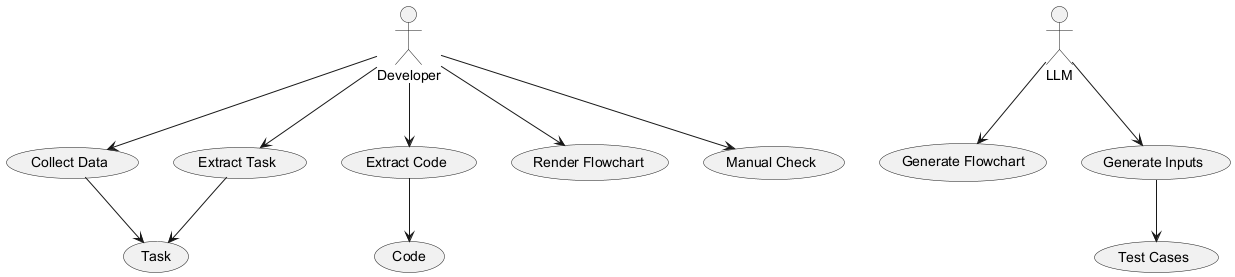 Developer
LLM
Collect Data
Extract Task
Extract Code
Render Flowchart
Manual Check
Generate Flowchart
Generate Inputs
Task
Code
Test Cases